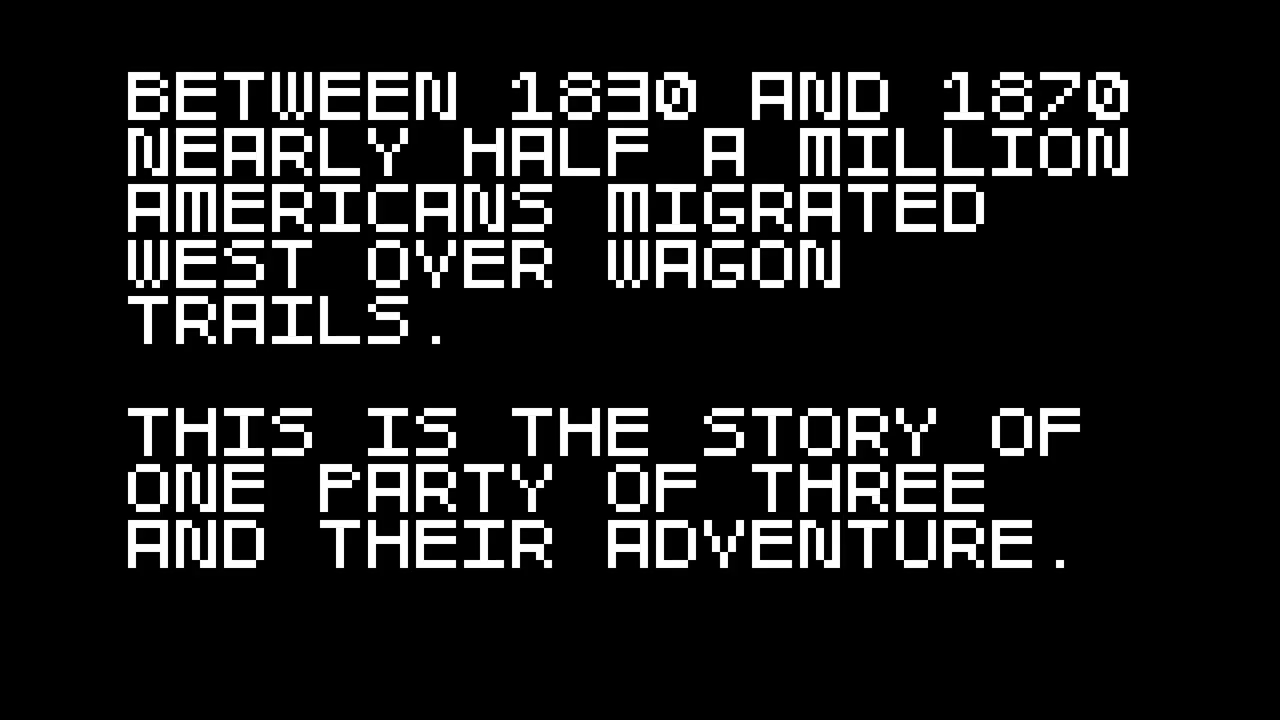 BETWEEN 1830 AND 1870
NEARLY HALF A MILLION
AMERICANS MIGRATED
WEST OVER WAGON
TRAILS.
THIS IS THE STORY OF
ONE PARTY OF THREE
AND THEIR ADVENTURE.